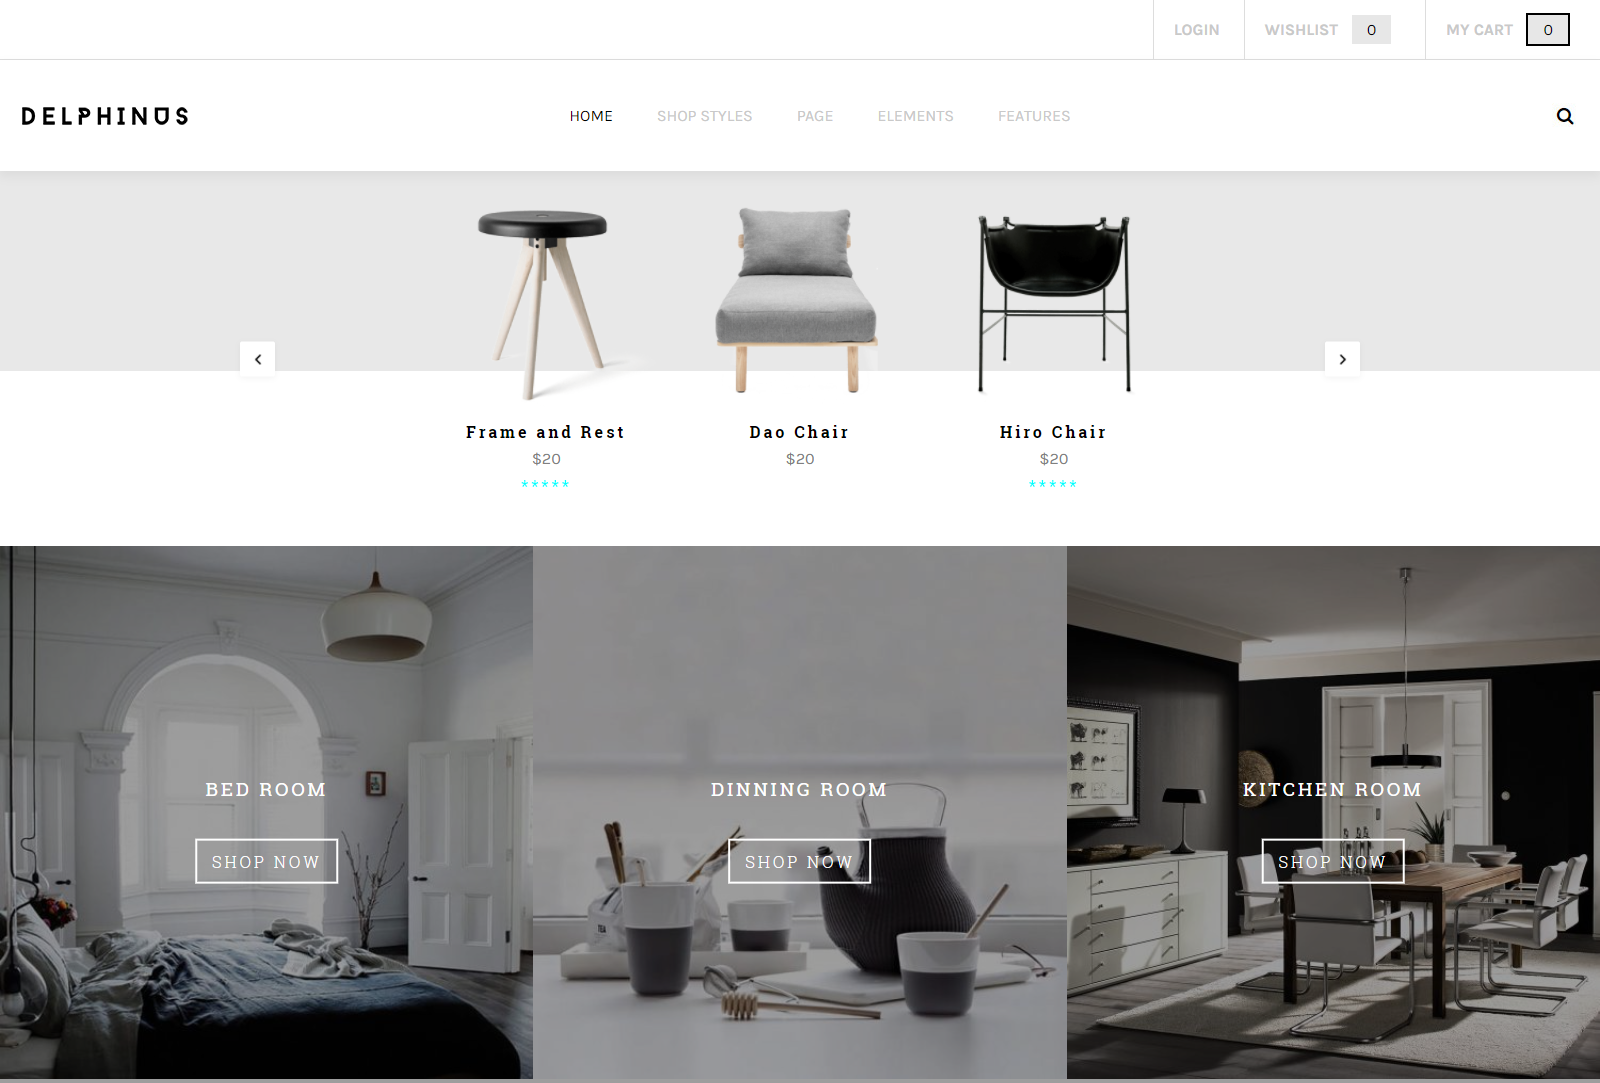 LOGIN WISHLIST 0 MY CART 0
DELPHINUS
HOME SHOP STYLES PAGE ELEMENTS FEATURES
Frame and Rest Dao Chair Hiro Chair
$20 $20 $20
***** *****
BED ROOM DINNING ROOM KITCHEN ROOM
SHOP NOW SHOP NOW SHOP NOW
TEA